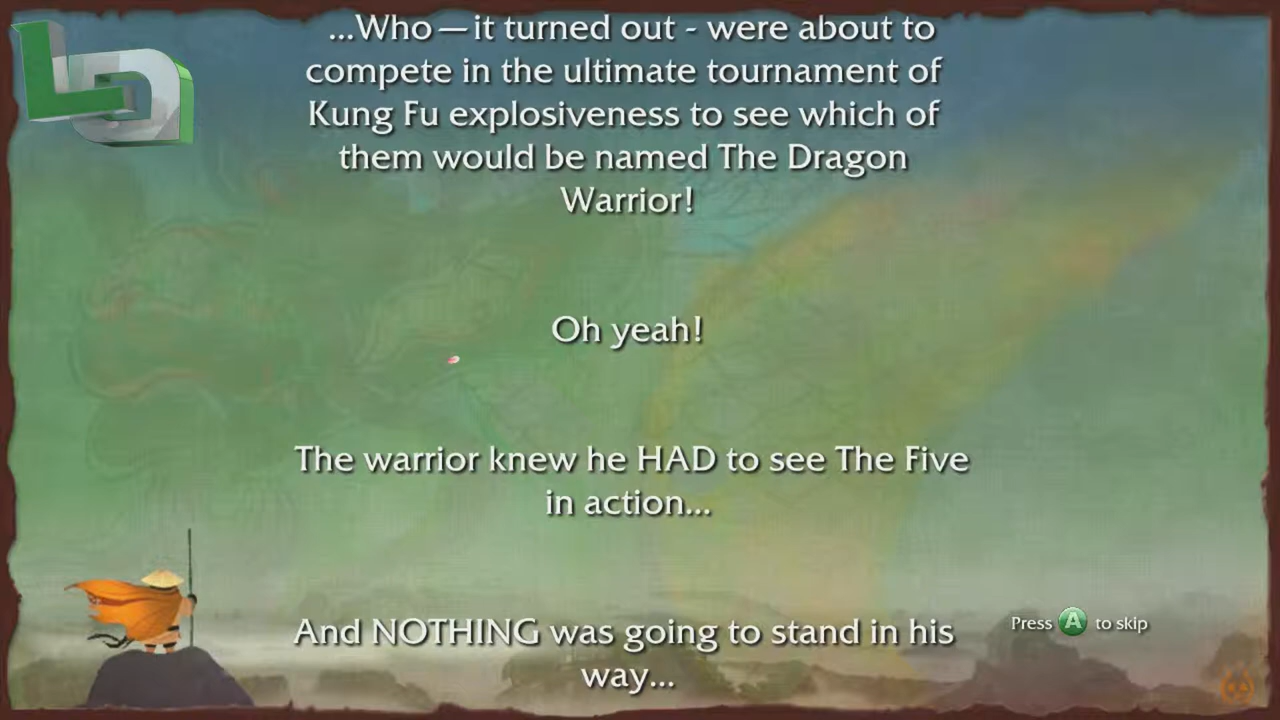 ...Who—it turned out - were about to
compete in the ultimate tournament of
Kung Fu explosiveness to see which of
them would be named The Dragon
Warrior!
Oh yeah!
The warrior knew he HAD to see The Five
in action...
And NOTHING was going to stand in his
way...
Press A to skip